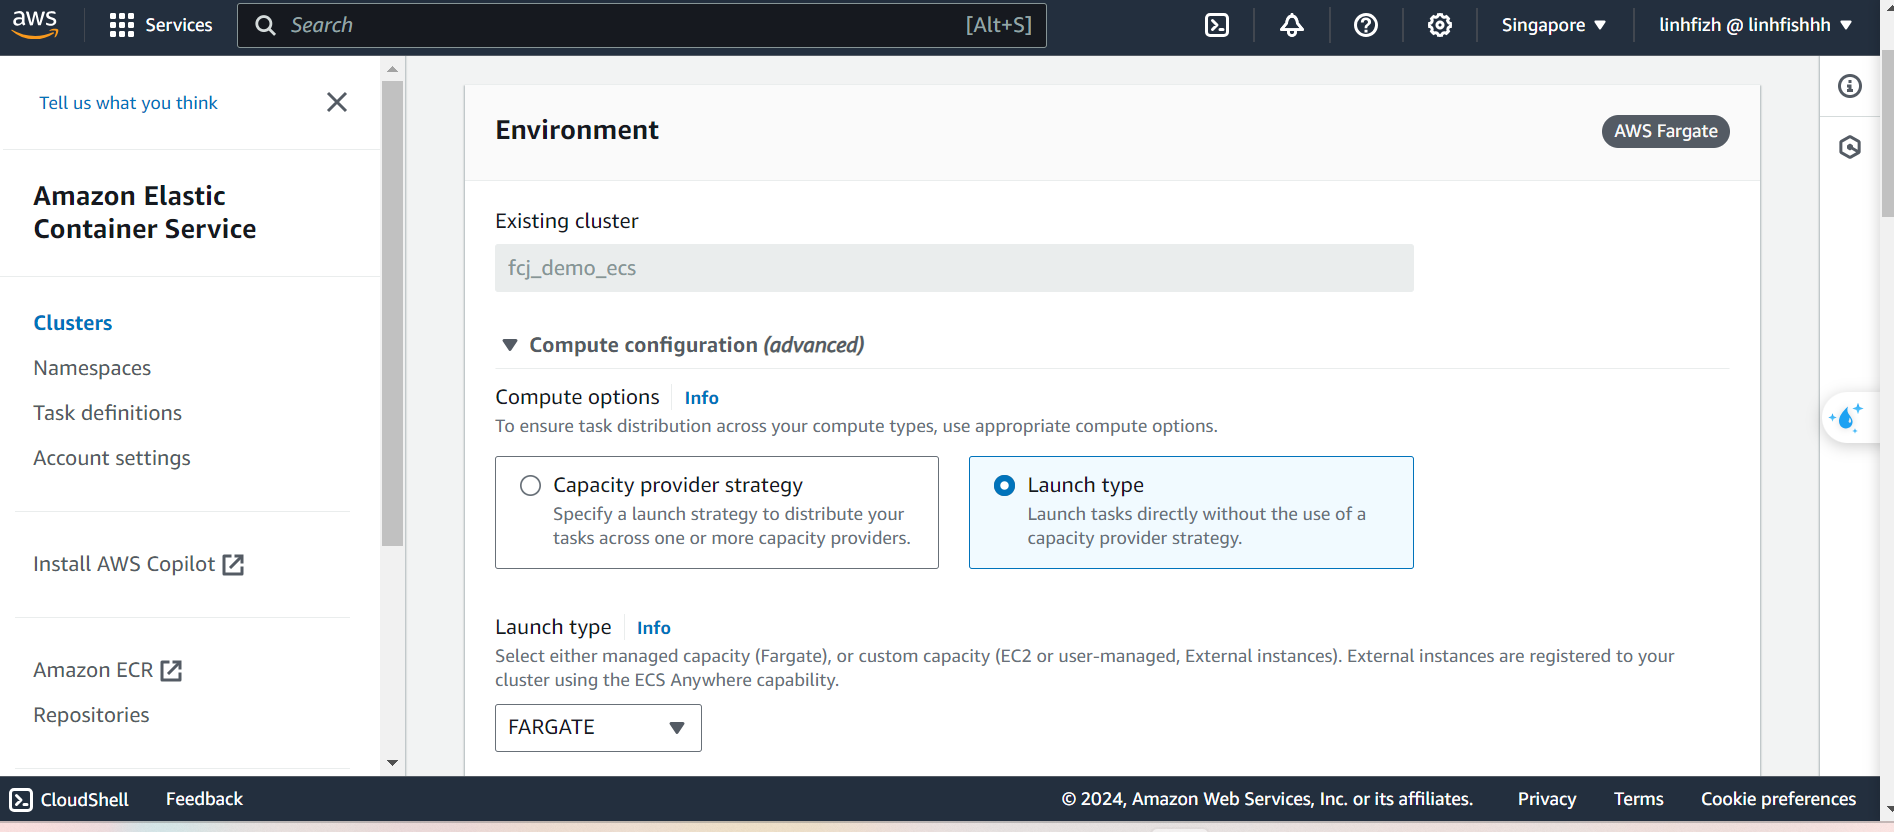 aws
Services
Search
[Alt+S]
Singapore
linhfizh @ linhfishhh
Tell us what you think
Amazon Elastic
Container Service
Clusters
Namespaces
Task definitions
Account settings
Install AWS Copilot
Amazon ECR
Repositories
Environment
AWS Fargate
Existing cluster
fcj_demo_ecs
Compute configuration (advanced)
Compute options
Info
To ensure task distribution across your compute types, use appropriate compute options.
Capacity provider strategy
Specify a launch strategy to distribute your
tasks across one or more capacity providers.
Launch type
Launch tasks directly without the use of a
capacity provider strategy.
Launch type
Info
Select either managed capacity (Fargate), or custom capacity (EC2 or user-managed, External instances). External instances are registered to your
cluster using the ECS Anywhere capability.
FARGATE
CloudShell
Feedback
© 2024, Amazon Web Services, Inc. or its affiliates.
Privacy
Terms
Cookie preferences